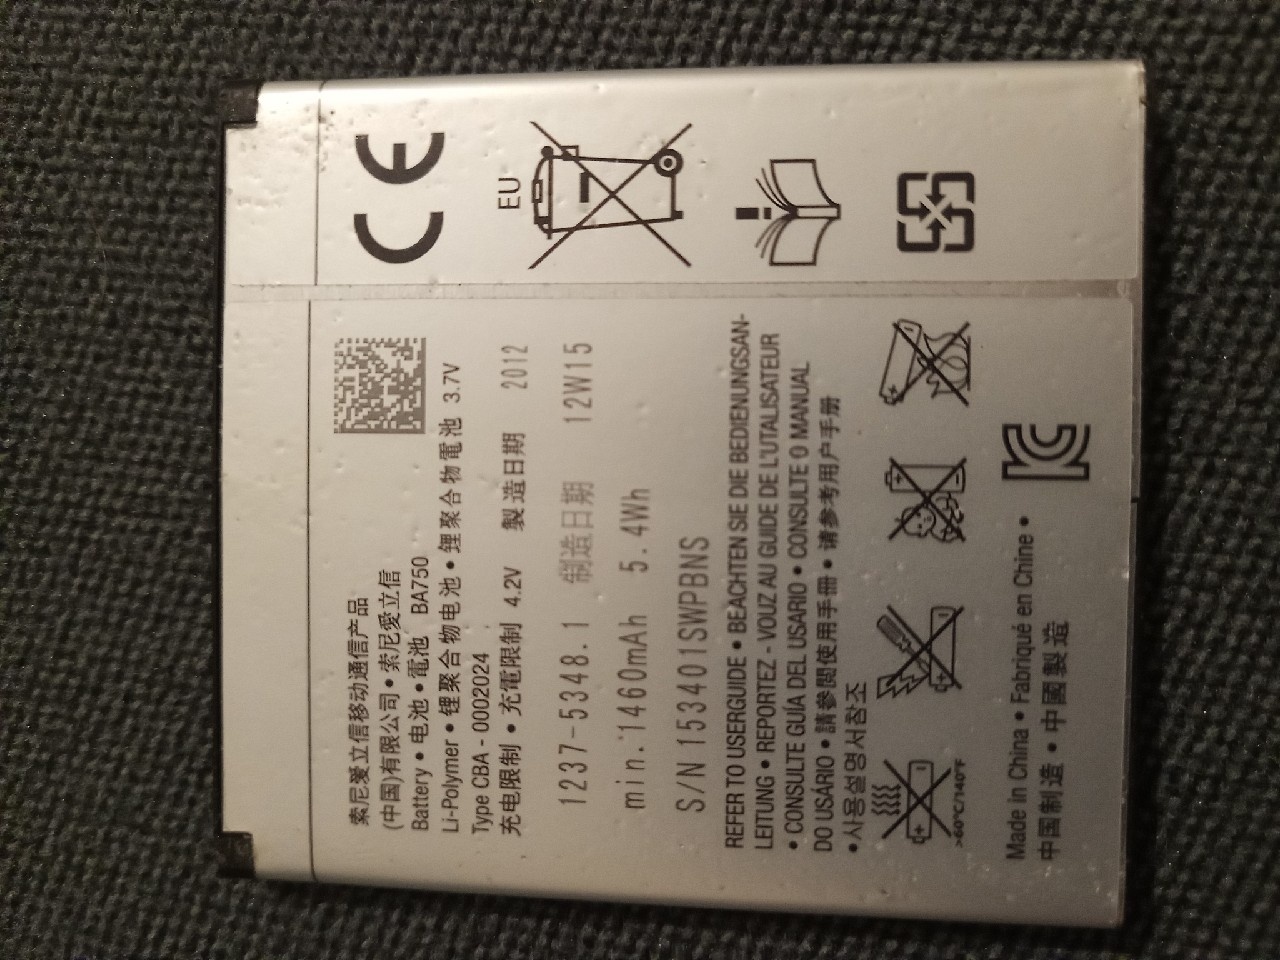 索尼爱立信移动通信产品
(中国)有限公司 • 索尼愛立信
Battery • 电池 • 電池 BA750
Li-Polymer • 锂聚合物电池 • 鋰聚合物電池 3.7V
Type CBA - 0002024
充电限制 • 充電限制 4.2V 製造日期 2012
1237-5348.1 制造日期 12W15
min.:1460mAh 5.4Wh
S/N 153401SWPBNS
REFER TO USERGUIDE • BEACHTEN SIE DIE BEDIENUNGSAN-
LEITUNG • REPORTEZ - VOUZ AU GUIDE DE L'UTALISATEUR
• CONSULTE GUÍA DEL USARIO • CONSULTE O MANUAL
DO USÁRIO • 請參閱使用手冊 • 请参考用户手册
• 사용설명서참조
>60°C/140°F
Made in China • Fabriqué en Chine •
中国制造 • 中國製造
CE
EU